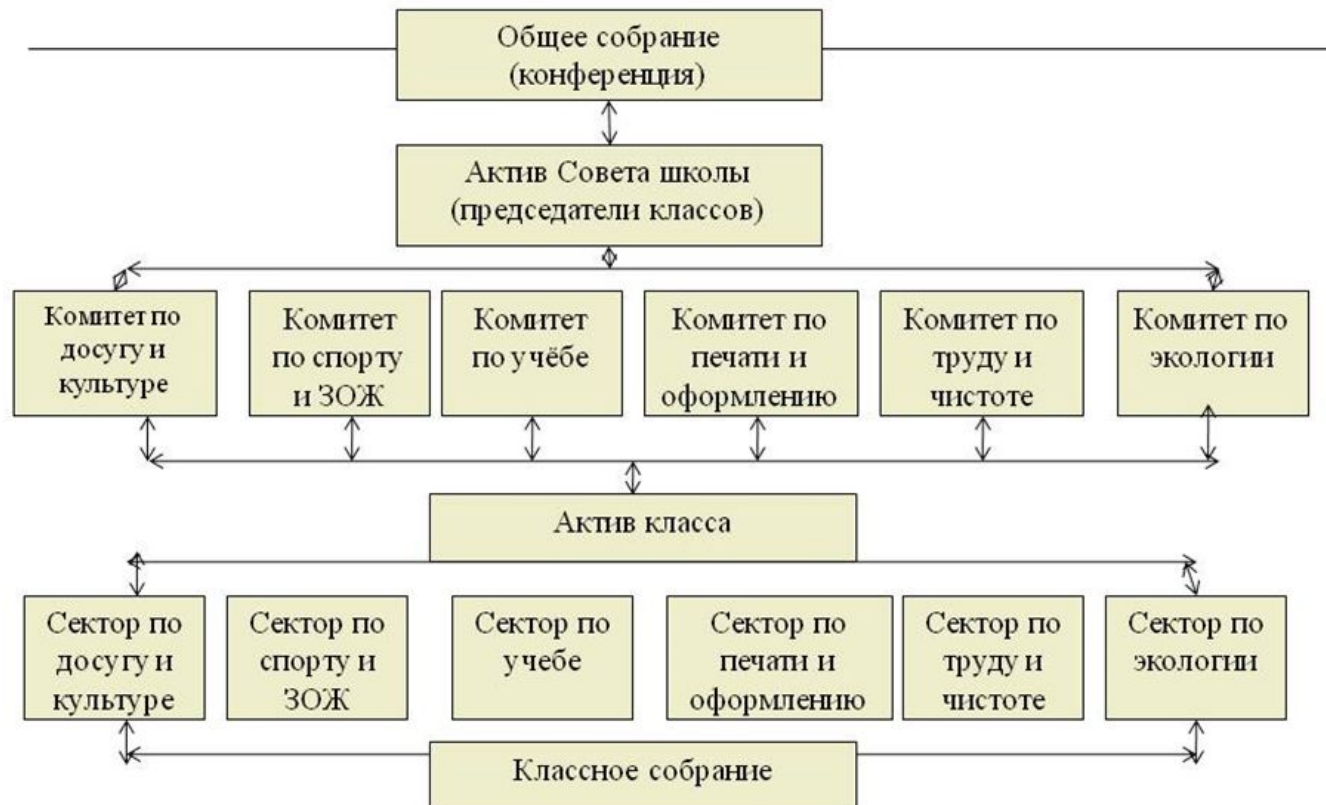 Общее собрание
(конференция)
Актив Совета школы
(председатели классов)
Комитет по
досугу и
культуре
Комитет
по спорту
и ЗОЖ
Комитет
по учёбе
Комитет по
печати и
оформлению
Комитет по
труду и
чистоте
Комитет по
экологии
Актив класса
Сектор по
досугу и
культуре
Сектор по
спорту и
ЗОЖ
Сектор по
учебе
Сектор по
печати и
оформлению
Сектор по
труду и
чистоте
Сектор по
экологии
Классное собрание